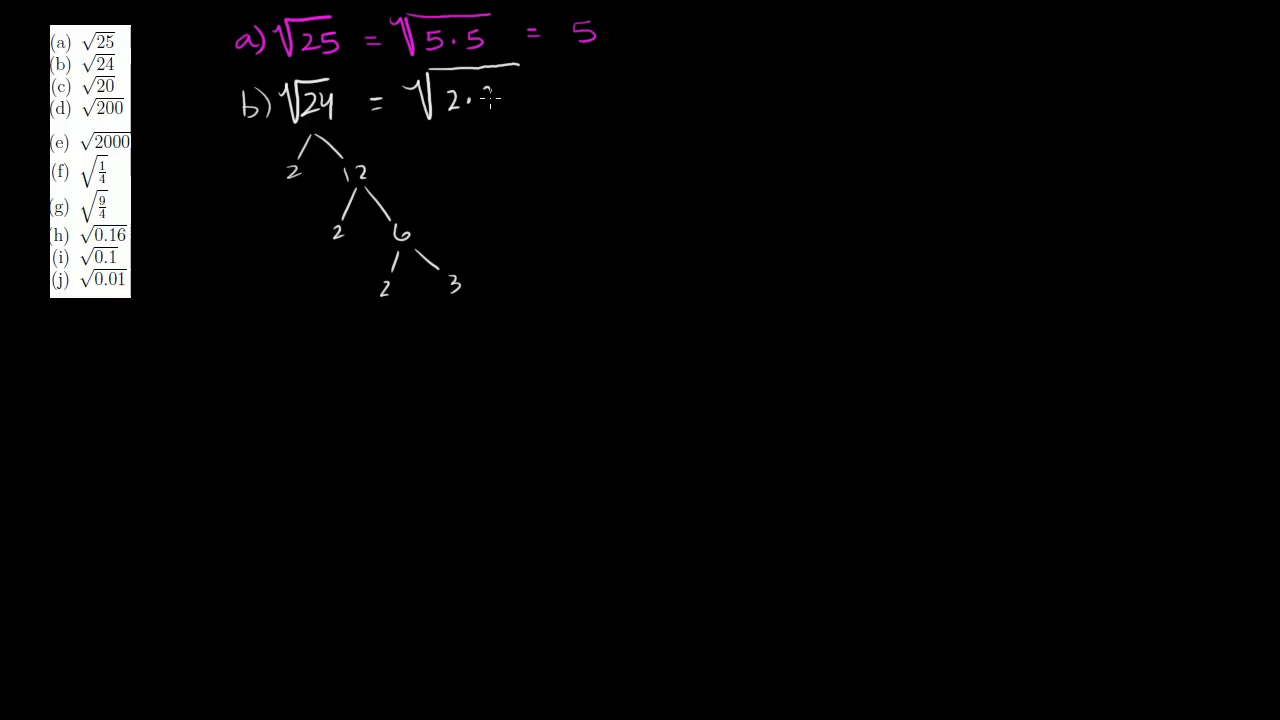 (a) √25
(b) √24
(c) √20
(d) √200
(e) √2000
(f) √(1/4)
(g) √(9/4)
(h) √0.16
(i) √0.1
(j) √0.01
a) √25 = √5·5 = 5
b) √24 = √2·
2 12
2 6
2 3